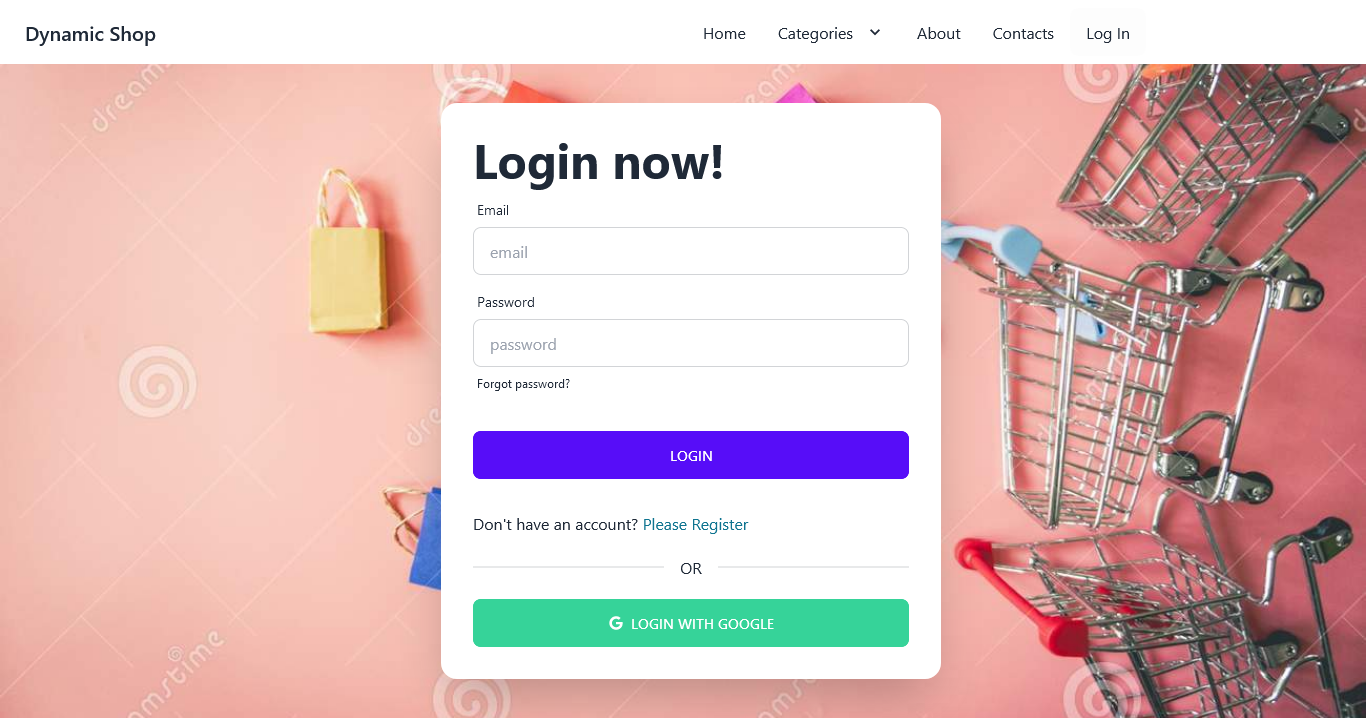 Dynamic Shop
Home Categories About Contacts Log In
Login now!
Email
email
Password
password
Forgot password?
LOGIN
Don't have an account? Please Register
OR
G LOGIN WITH GOOGLE
dreamstime